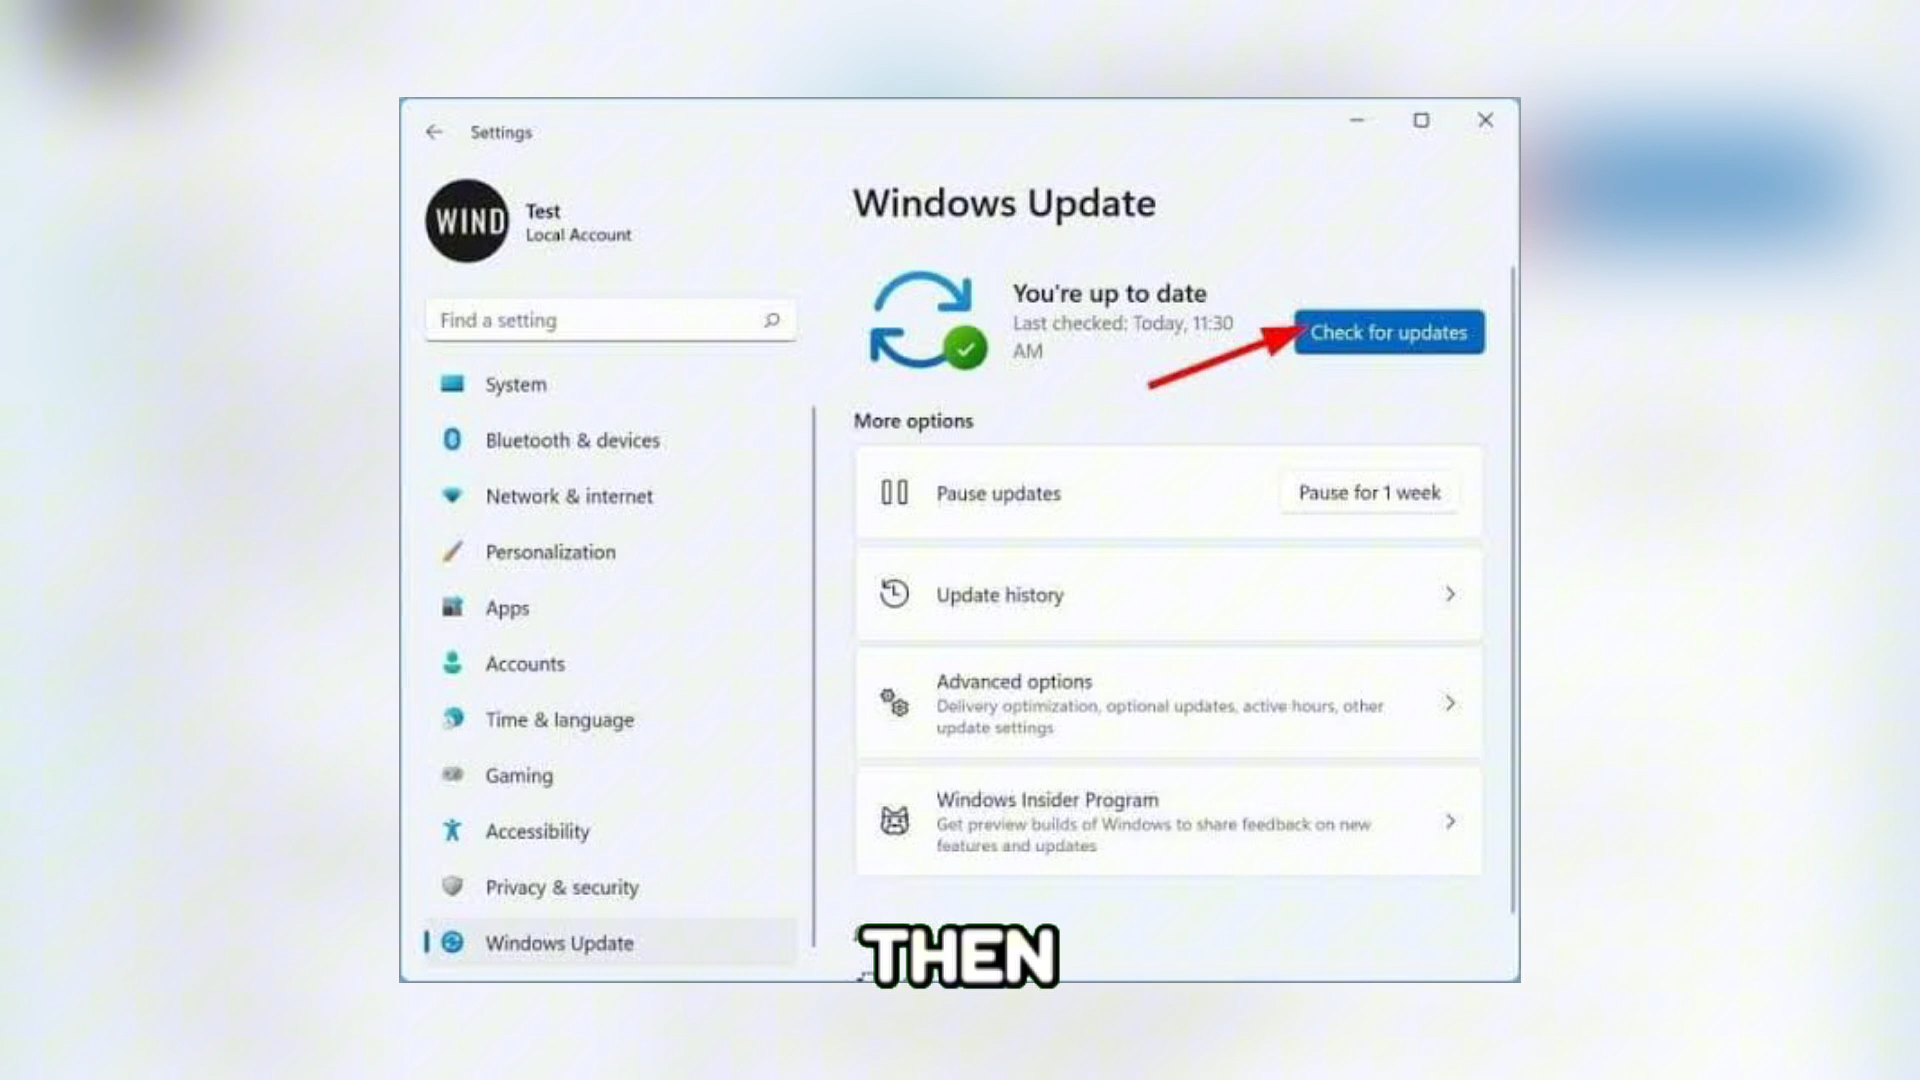 Settings
WIND
Test
Local Account
Find a setting
System
Bluetooth & devices
Network & internet
Personalization
Apps
Accounts
Time & language
Gaming
Accessibility
Privacy & security
Windows Update
Windows Update
You're up to date
Last checked: Today, 11:30
AM
Check for updates
More options
Pause updates
Pause for 1 week
Update history
Advanced options
Delivery optimization, optional updates, active hours, other
update settings
Windows Insider Program
Get preview builds of Windows to share feedback on new
features and updates
THEN